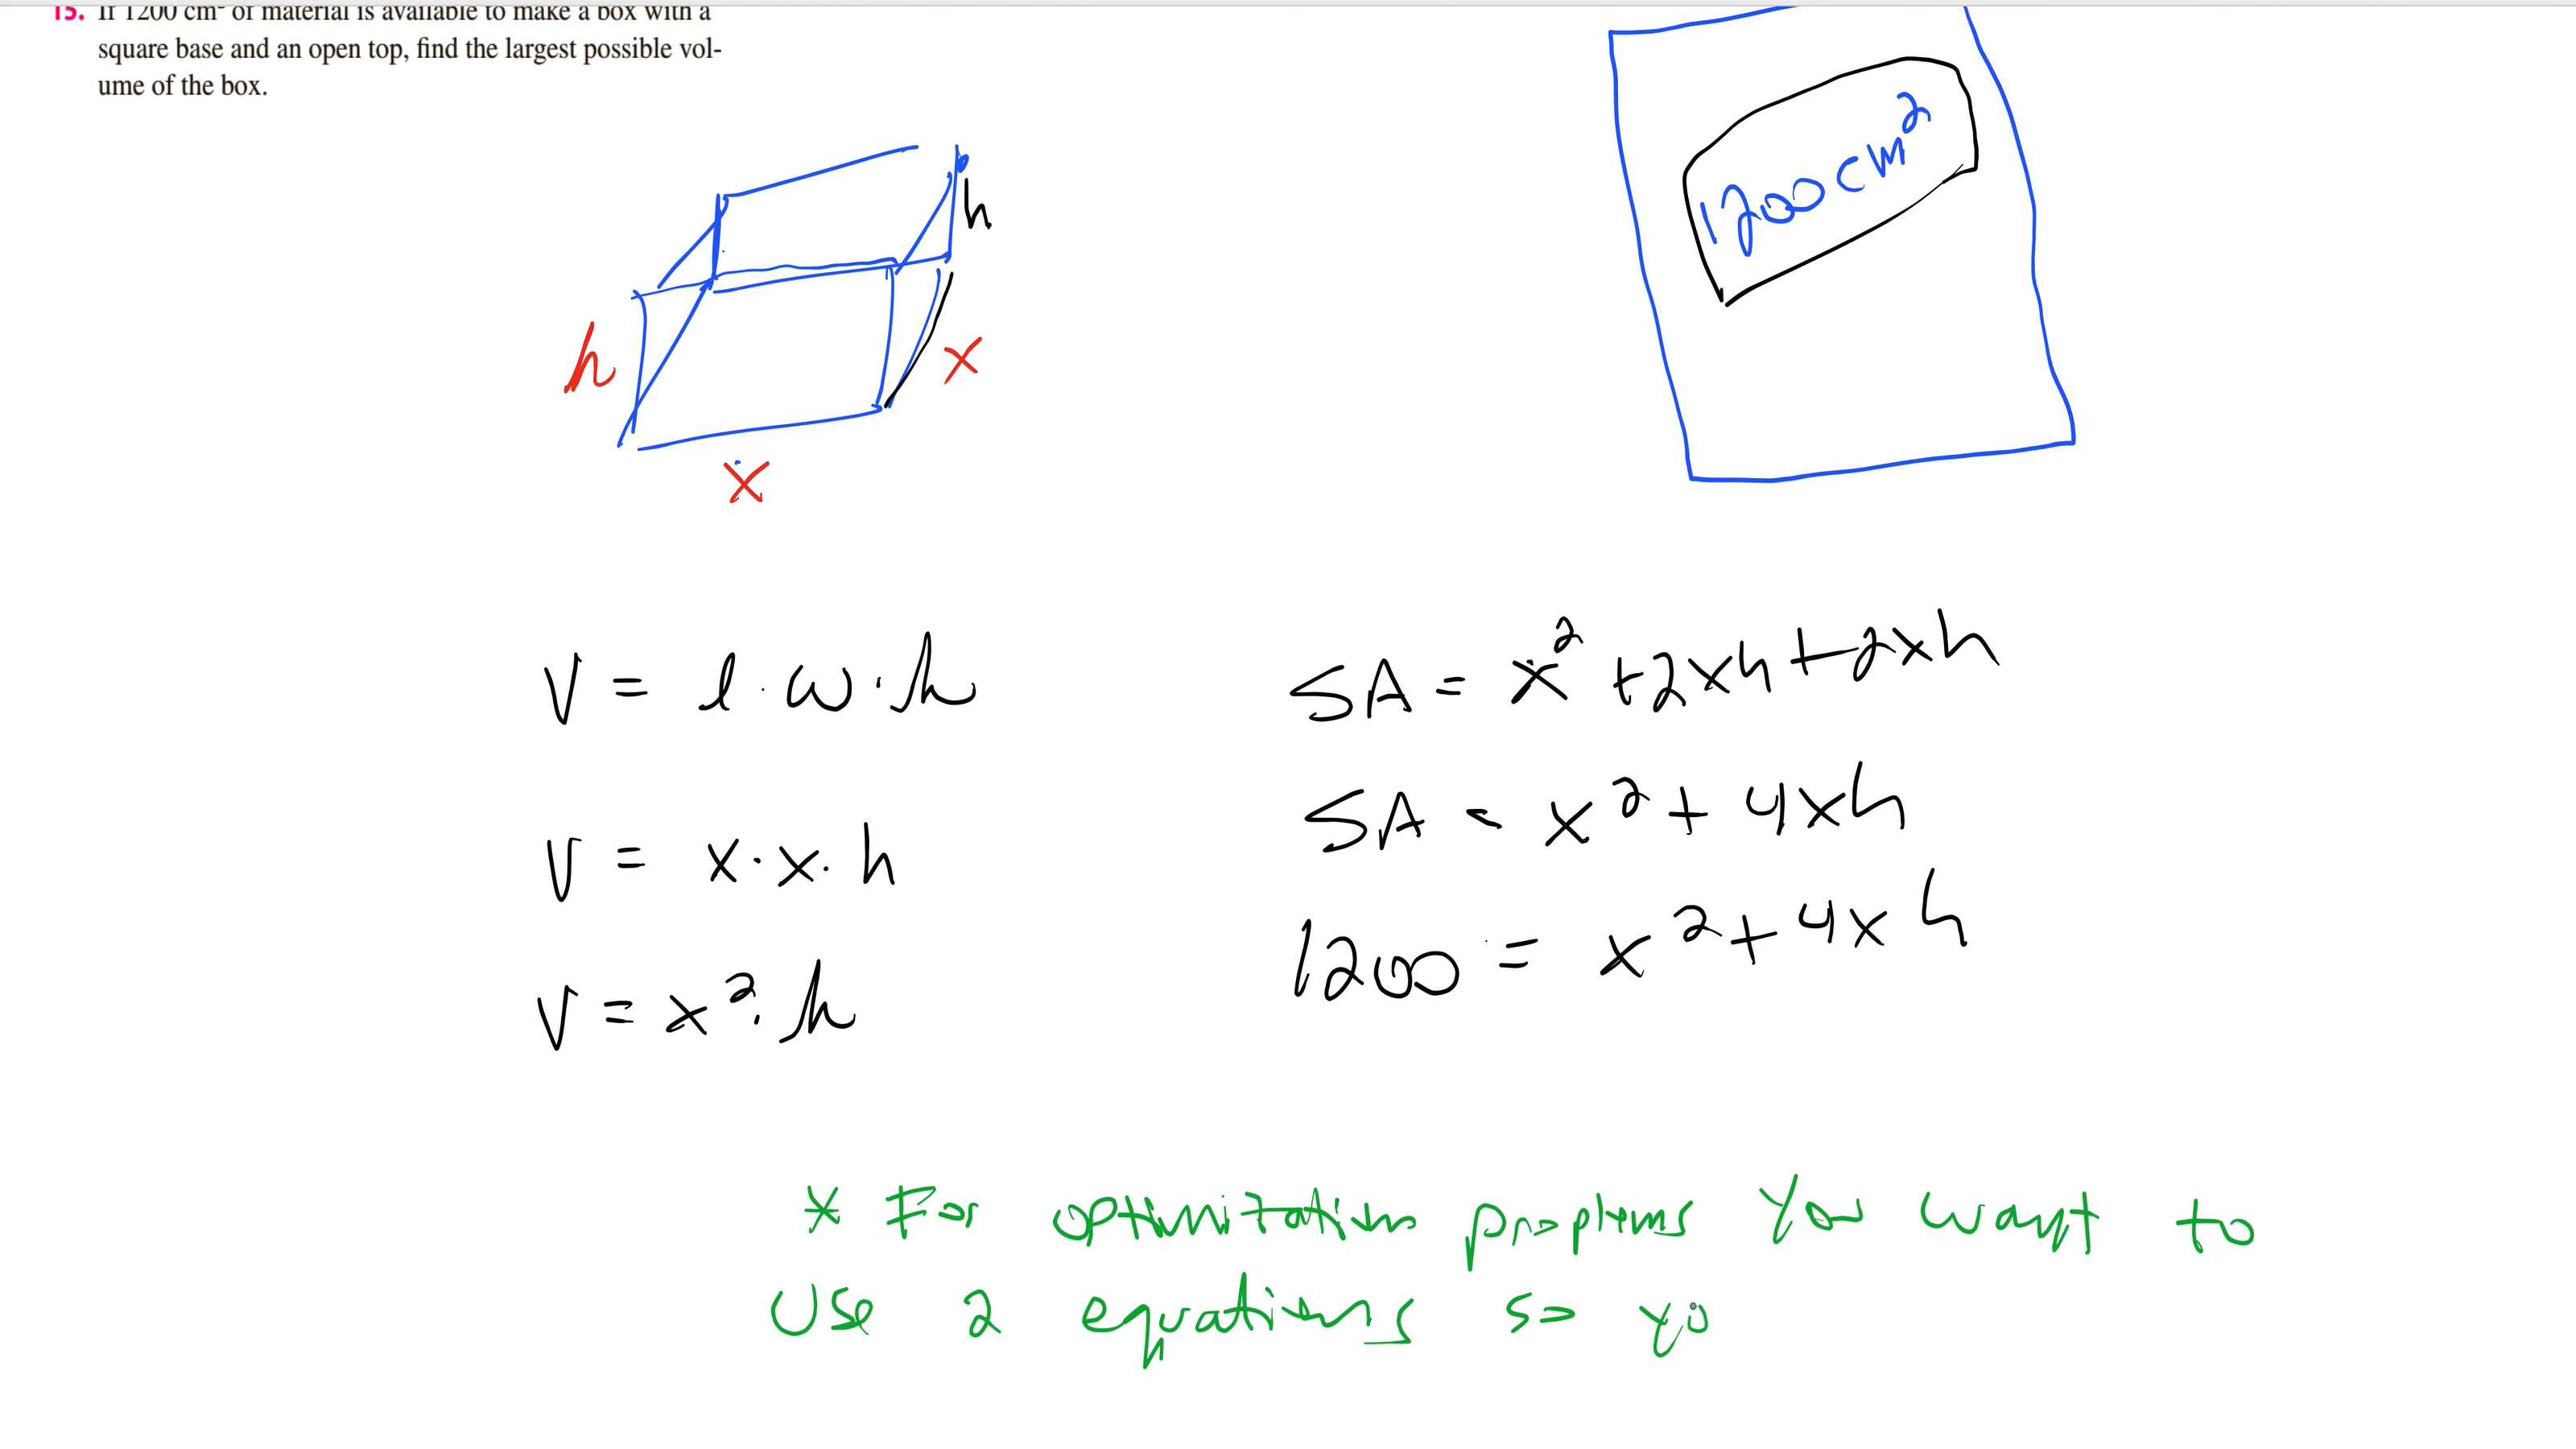 15. If 1200 cm² of material is available to make a box with a
square base and an open top, find the largest possible vol-
ume of the box.
1200 cm²
h
h
x
x
V = l · w · h
V = x · x · h
V = x² · h
SA = x² + 2xh + 2xh
SA = x² + 4xh
1200 = x² + 4xh
* For optimization problems you want to
use 2 equations so yo